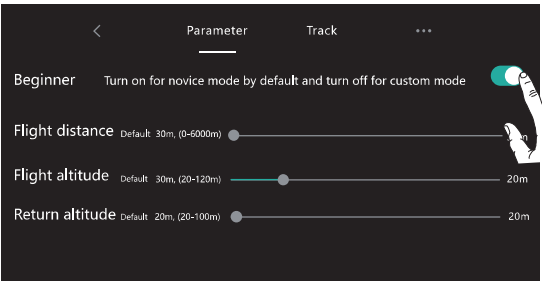 Parameter Track ...
Beginner Turn on for novice mode by default and turn off for custom mode
Flight distance Default 30m, (0-6000m)
Flight altitude Default 30m, (20-120m) 20m
Return altitude Default 20m, (20-100m) 20m